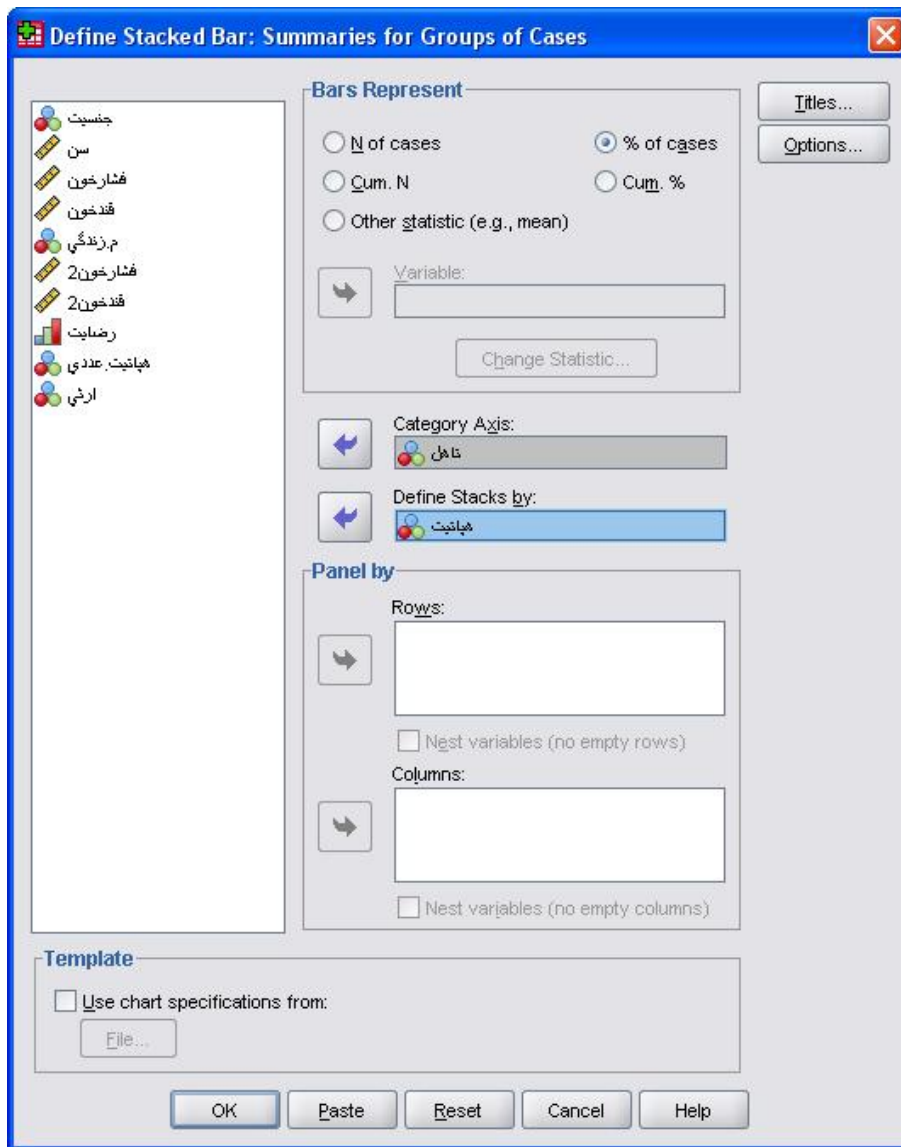 Define Stacked Bar: Summaries for Groups of Cases
جنسيت
سن
فشارخون
قندخون
م.زندگي
فشارخون2
قندخون2
رضايت
هپاتيت.عددي
ارثي
Bars Represent
N of cases
% of cases
Cum. N
Cum. %
Other statistic (e.g., mean)
Variable:
Change Statistic...
Category Axis:
تاهل
Define Stacks by:
هپاتيت
Panel by
Rows:
Nest variables (no empty rows)
Columns:
Nest variables (no empty columns)
Titles...
Options...
Template
Use chart specifications from:
File...
OK
Paste
Reset
Cancel
Help